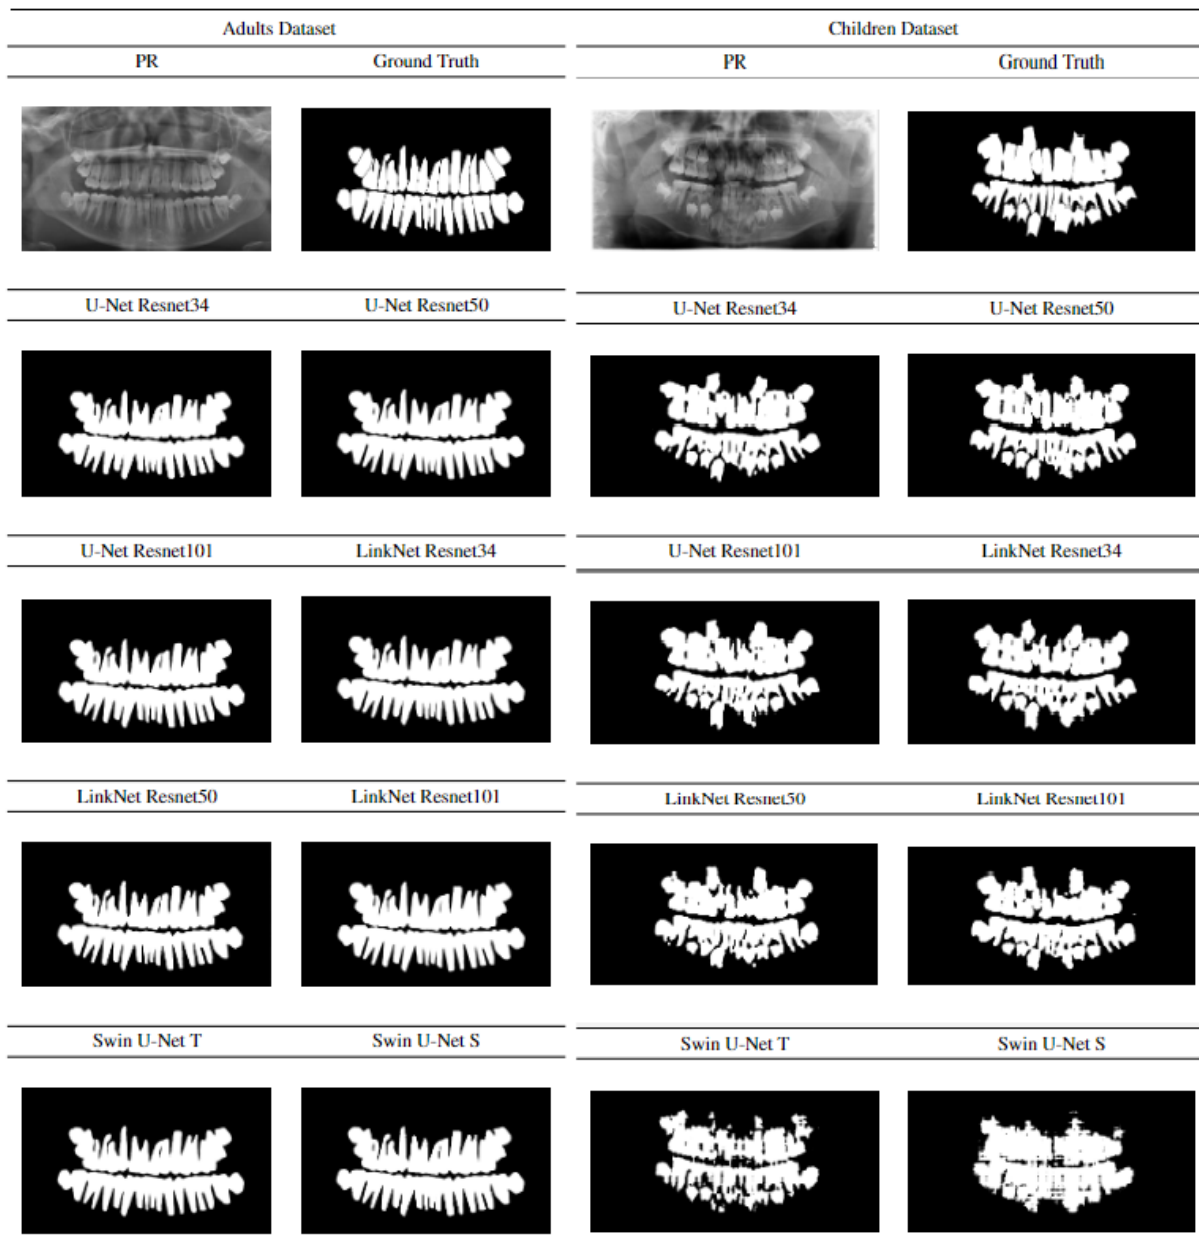 Adults Dataset
Children Dataset
PR
Ground Truth
PR
Ground Truth
U-Net Resnet34
U-Net Resnet50
U-Net Resnet34
U-Net Resnet50
U-Net Resnet101
LinkNet Resnet34
U-Net Resnet101
LinkNet Resnet34
LinkNet Resnet50
LinkNet Resnet101
LinkNet Resnet50
LinkNet Resnet101
Swin U-Net T
Swin U-Net S
Swin U-Net T
Swin U-Net S